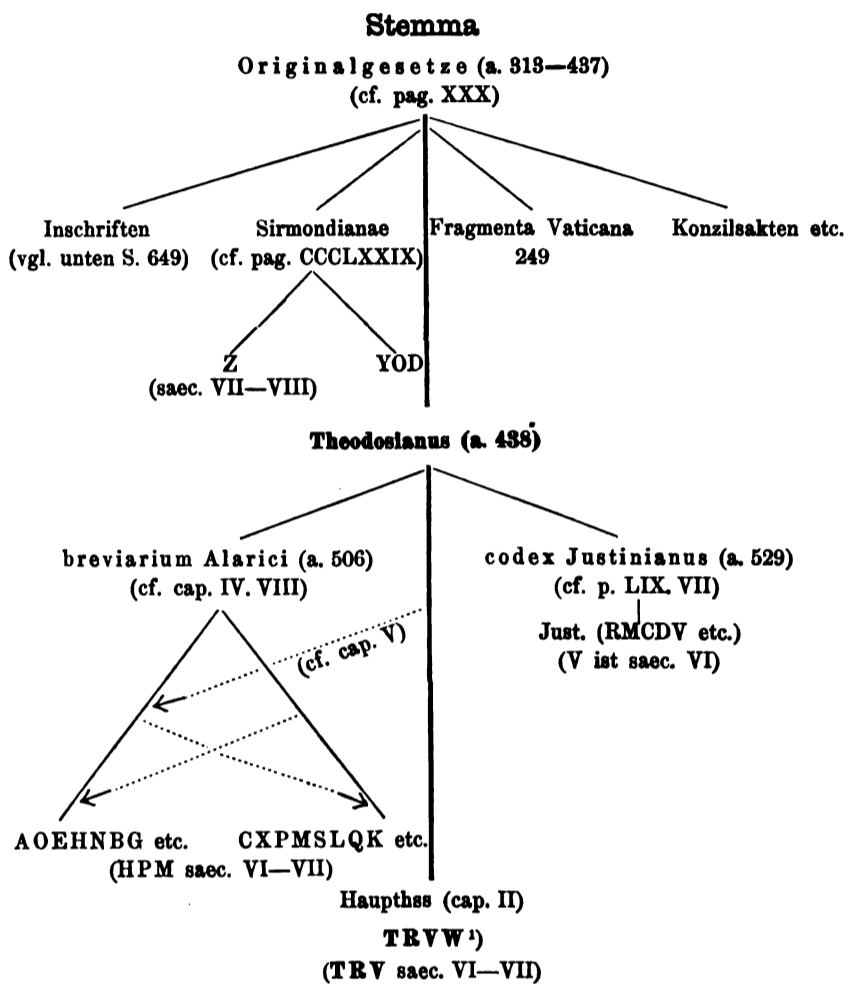 Stemma
Originalgesetze (a. 313—437)
(cf. pag. XXX)
Inschriften
(vgl. unten S. 649)
Sirmondianae
(cf. pag. CCCLXXIX)
Fragmenta Vaticana
249
Konzilsakten etc.
Z
(saec. VII—VIII)
YOD
Theodosianus (a. 438)
breviarium Alarici (a. 506)
(cf. cap. IV. VIII)
codex Justinianus (a. 529)
(cf. p. LIX. VII)
Just. (RMCDV etc.)
(V ist saec. VI)
(cf. cap. V)
AOEHNBG etc.
CXPMSLQK etc.
(HPM saec. VI—VII)
Haupthss (cap. II)
TRVW ¹)
(TRV saec. VI—VII)